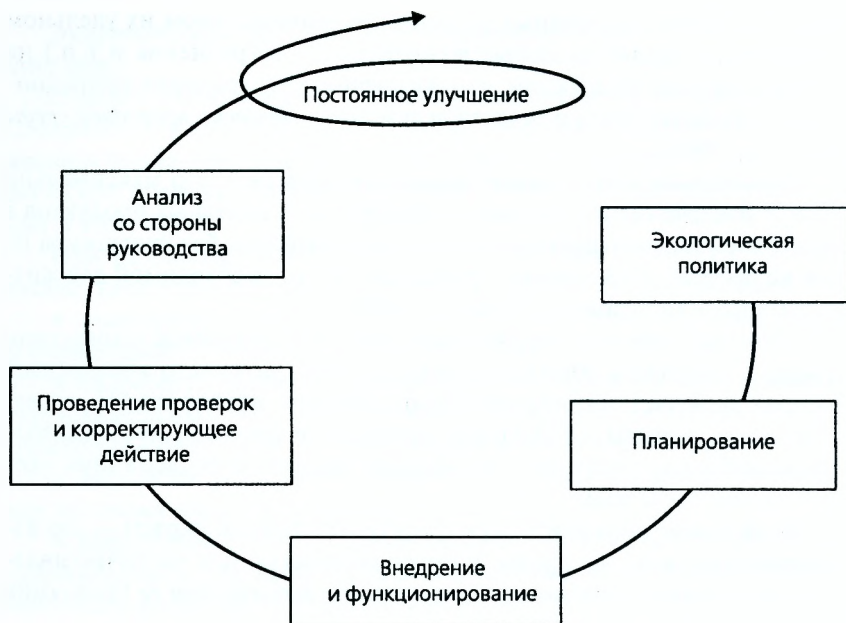 Постоянное улучшение
Анализ
со стороны
руководства
Экологическая
политика
Проведение проверок
и корректирующее
действие
Планирование
Внедрение
и функционирование